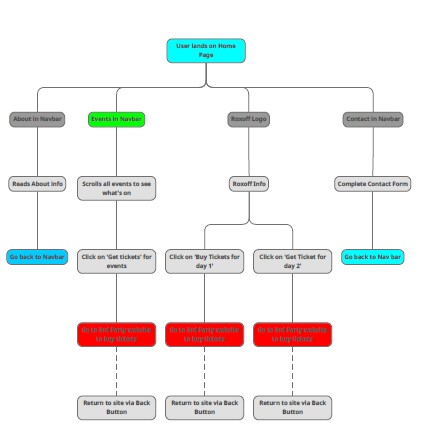 User lands on Home
Page
About in Navbar
Events in Navbar
Roxoff Logo
Contact in Navbar
Reads About info
Scrolls all events to see
what's on
Roxoff Info
Complete Contact Form
Go back to Navbar
Click on 'Get tickets' for
events
Click on 'Buy Tickets for
day 1'
Click on 'Get Ticket for
day 2'
Go back to Nav bar
Go to 3rd Party website
to buy tickets
Go to 3rd Party website
to buy tickets
Go to 3rd Party website
to buy tickets
Return to site via Back
Button
Return to site via Back
Button
Return to site via Back
Button